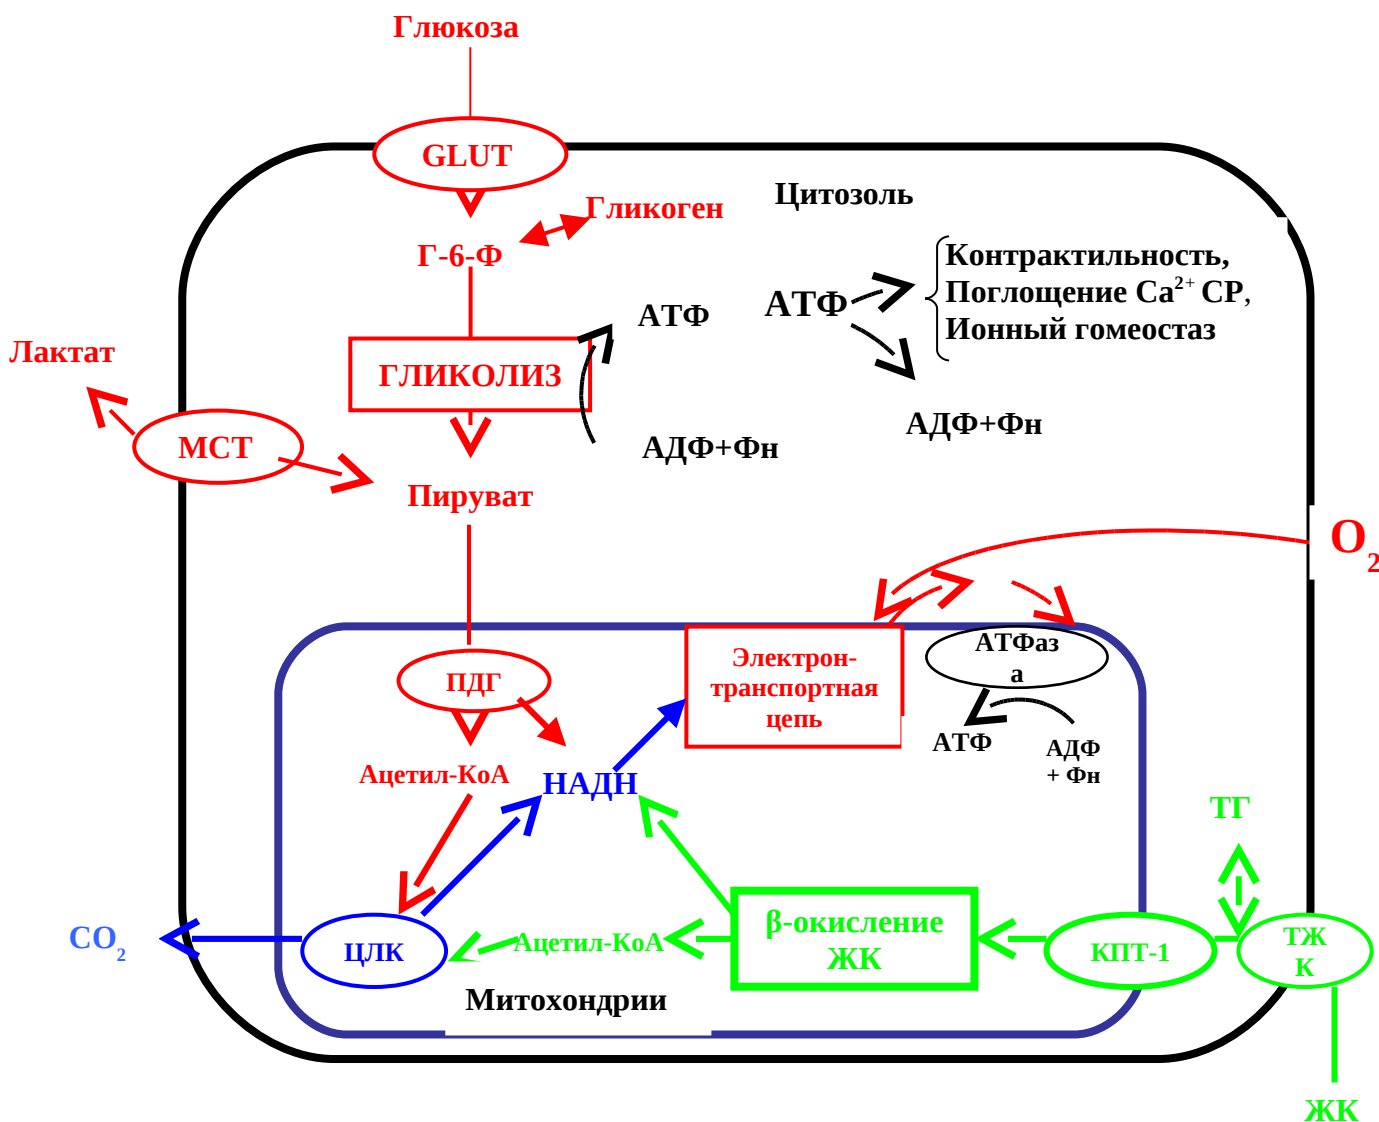 Глюкоза
GLUT
Цитозоль
Гликоген
Г-6-Ф
Контрактильность,
Поглощение Ca²⁺ СР,
Ионный гомеостаз
АТФ
АТФ
Лактат
ГЛИКОЛИЗ
АДФ+Фн
МСТ
АДФ+Фн
Пируват
O₂
Электрон-
транспортная
цепь
АТФаз
а
ПДГ
АТФ
АДФ
+ Фн
Ацетил-КоА
НАДН
ТГ
β-окисление
ЖК
CO₂
ЦЛК
Ацетил-КоА
КПТ-1
ТЖ
К
Митохондрии
ЖК